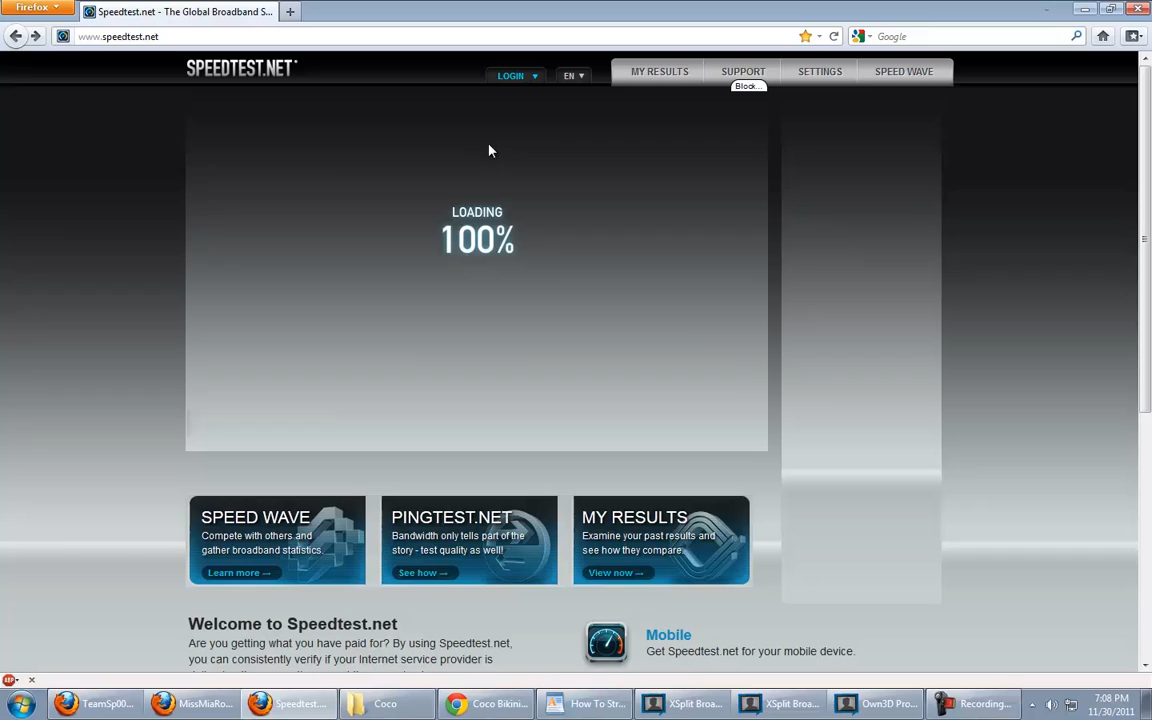 Firefox
Speedtest.net - The Global Broadband S...
www.speedtest.net
Google
SPEEDTEST.NET
LOGIN
EN
MY RESULTS
SUPPORT
SETTINGS
SPEED WAVE
Block...
LOADING
100%
SPEED WAVE
Compete with others and
gather broadband statistics.
Learn more
PINGTEST.NET
Bandwidth only tells part of the
story - test quality as well!
See how
MY RESULTS
Examine your past results and
see how they compare.
View now
Welcome to Speedtest.net
Are you getting what you have paid for? By using Speedtest.net,
you can consistently verify if your Internet service provider is
Mobile
Get Speedtest.net for your mobile device.
ABP
TeamSp00...
MissMiaRo...
Speedtest....
Coco
Coco Bikini...
How To Str...
XSplit Broa...
XSplit Broa...
Own3D Pro...
Recording...
7:08 PM
11/30/2011